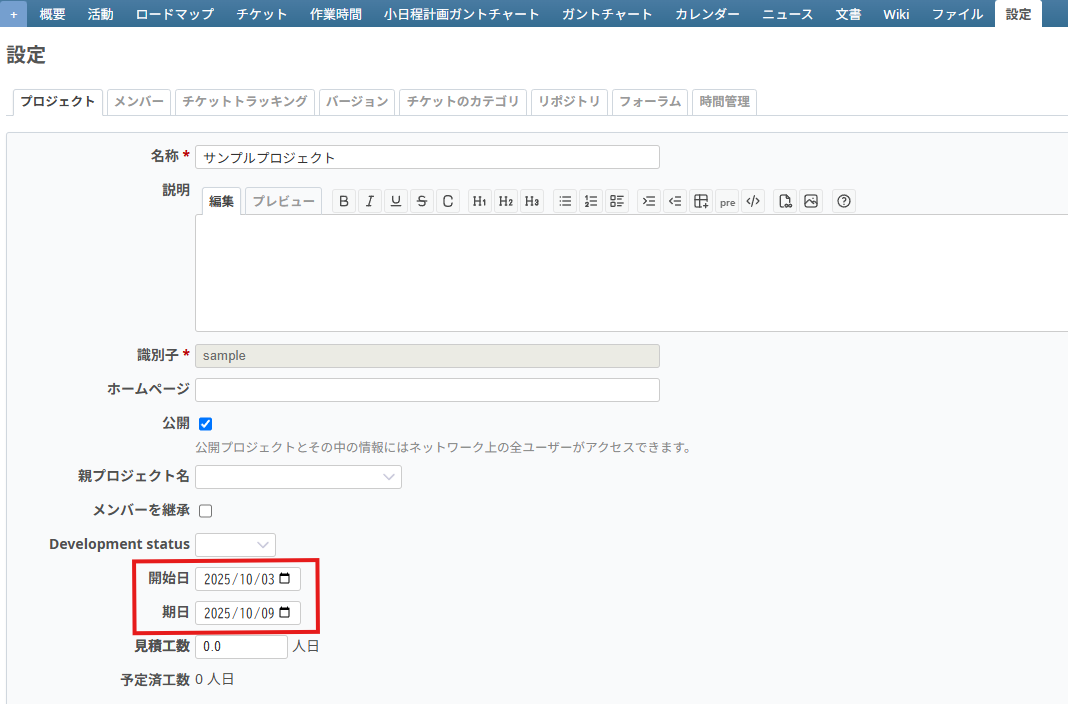 + 概要 活動 ロードマップ チケット 作業時間 小日程計画ガントチャート ガントチャート カレンダー ニュース 文書 Wiki ファイル 設定
設定
プロジェクト メンバー チケットトラッキング バージョン チケットのカテゴリ リポジトリ フォーラム 時間管理
名称 * サンプルプロジェクト
説明
編集 プレビュー B I U S C H1 H2 H3 pre </> ?
識別子 * sample
ホームページ
公開
公開プロジェクトとその中の情報にはネットワーク上の全ユーザーがアクセスできます。
親プロジェクト名
メンバーを継承
Development status
開始日 2025/10/03
期日 2025/10/09
見積工数 0.0 人日
予定済工数 0 人日